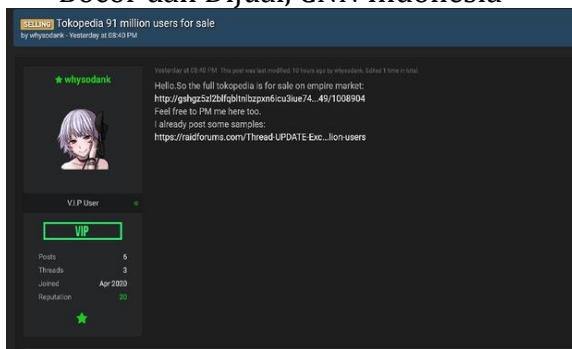 Bocor dan Dijual, CNN Indonesia
SELLING Tokopedia 91 million users for sale
by whysodank - Yesterday at 08:40 PM
Yesterday at 08:40 PM This post was last modified: 10 hours ago by whysodank. Edited 1 time in total.
whysodank
Hello.So the full tokopedia is for sale on empire market:
http://gshgz5zl2blfqbltnlbzpxn6icu3iue74...49/1008904
Feel free to PM me here too.
I already post some samples:
https://raidforums.com/Thread-UPDATE-Exc...lion-users
V.I.P User
VIP
Posts 5
Threads 3
Joined Apr 2020
Reputation 20